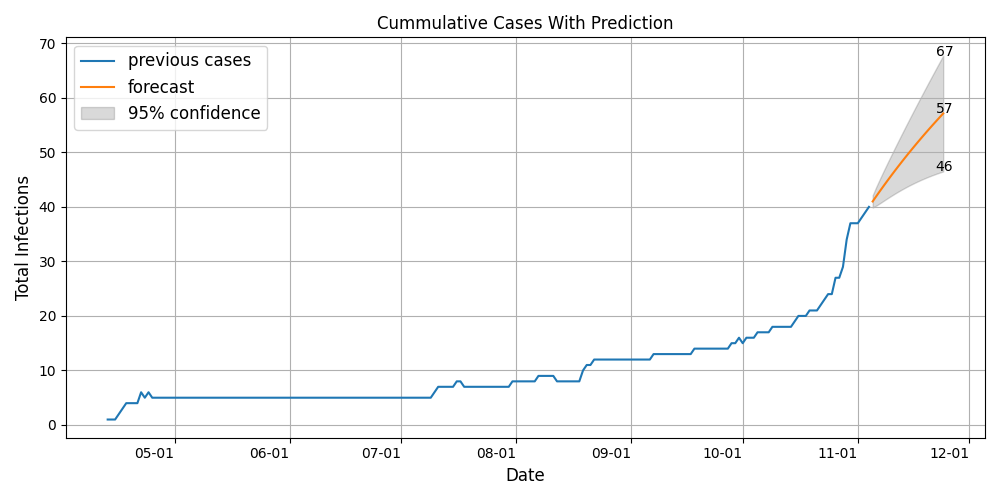 Cummulative Cases With Prediction
previous cases
forecast
95% confidence
Total Infections
70
60
50
40
30
20
10
0
67
57
46
05-01 06-01 07-01 08-01 09-01 10-01 11-01 12-01
Date